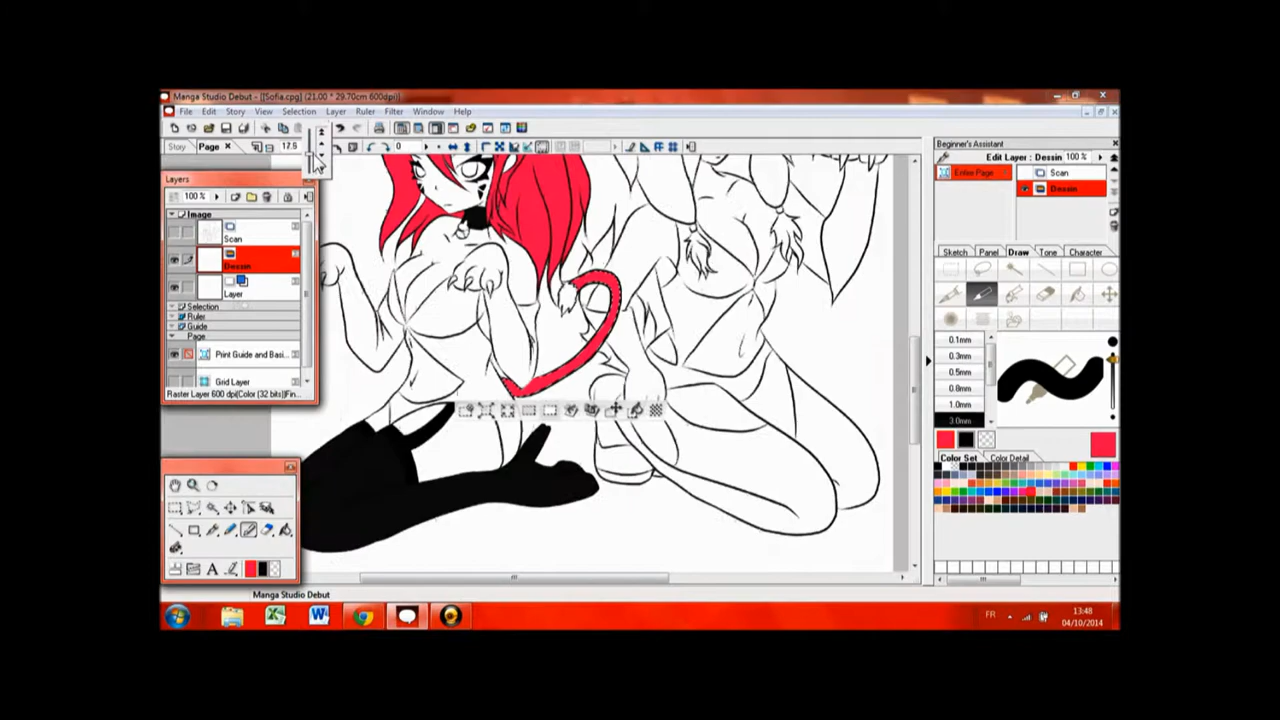 Manga Studio Debut - [[Sofia.cpg] (21.00 * 29.70cm 600dpi)]
File Edit Story View Selection Layer Ruler Filter Window Help
Story Page 17.5 0
Beginner's Assistant
Edit Layer : Dessin 100 %
Enter Page
Scan
Dessin
Layers
100 %
Image
Scan
Dessin
Layer
Selection
Ruler
Guide
Page
Print Guide and Basi...
Grid Layer
Raster Layer 600 dpi(Color (32 bits)(Fin...
Sketch Panel Draw Tone Character
0.1mm
0.3mm
0.5mm
0.8mm
1.0mm
3.0mm
Color Set Color Detail
A
Manga Studio Debut
FR
13:48
04/10/2014